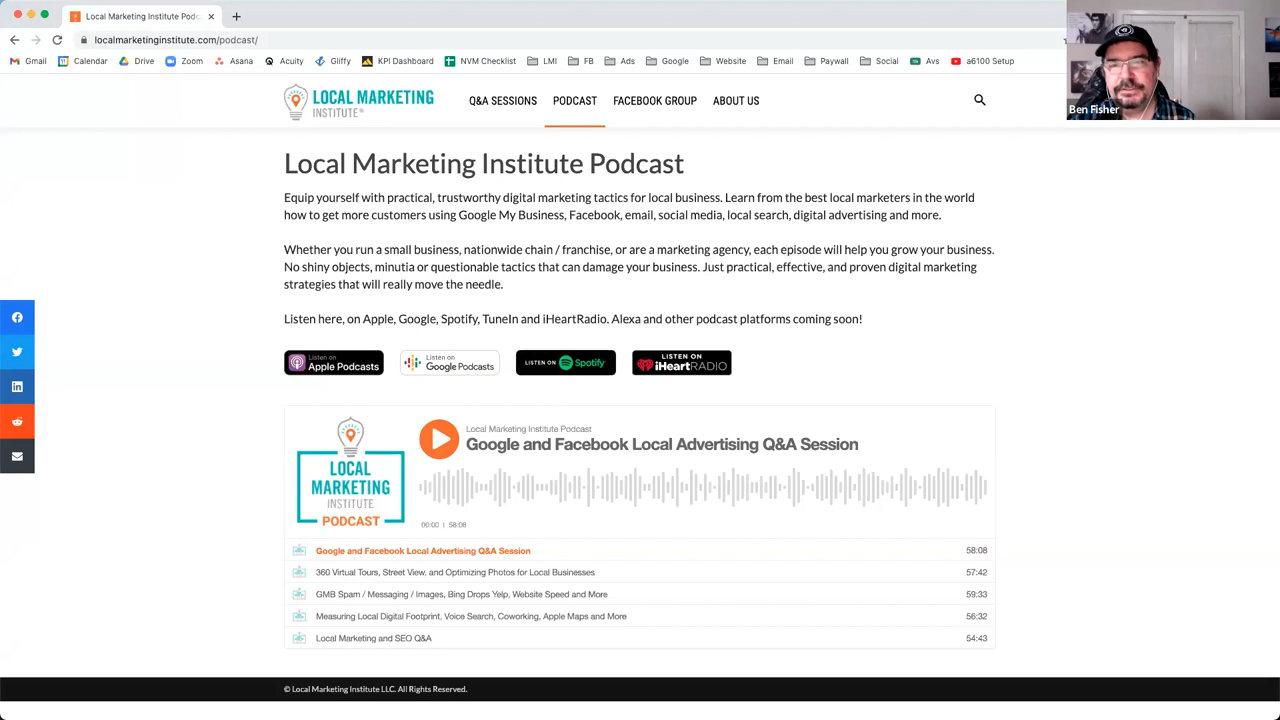 Local Marketing Institute Podc
localmarketinginstitute.com/podcast/
Gmail Calendar Drive Zoom Asana Acuity Gliffy KPI Dashboard NVM Checklist LMI FB Ads Google Website Email Paywall Social Avs a6100 Setup
Ben Fisher
LOCAL MARKETING
INSTITUTE®
Q&A SESSIONS PODCAST FACEBOOK GROUP ABOUT US
Local Marketing Institute Podcast
Equip yourself with practical, trustworthy digital marketing tactics for local business. Learn from the best local marketers in the world
how to get more customers using Google My Business, Facebook, email, social media, local search, digital advertising and more.
Whether you run a small business, nationwide chain / franchise, or are a marketing agency, each episode will help you grow your business.
No shiny objects, minutia or questionable tactics that can damage your business. Just practical, effective, and proven digital marketing
strategies that will really move the needle.
Listen here, on Apple, Google, Spotify, TuneIn and iHeartRadio. Alexa and other podcast platforms coming soon!
Listen on
Apple Podcasts
Listen on
Google Podcasts
LISTEN ON Spotify
LISTEN ON
iHeartRADIO
LOCAL
MARKETING
INSTITUTE
PODCAST
Local Marketing Institute Podcast
Google and Facebook Local Advertising Q&A Session
00:00 | 58:08
Google and Facebook Local Advertising Q&A Session 58:08
360 Virtual Tours, Street View, and Optimizing Photos for Local Businesses 57:42
GMB Spam / Messaging / Images, Bing Drops Yelp, Website Speed and More 59:33
Measuring Local Digital Footprint, Voice Search, Coworking, Apple Maps and More 56:32
Local Marketing and SEO Q&A 54:43
© Local Marketing Institute LLC. All Rights Reserved.